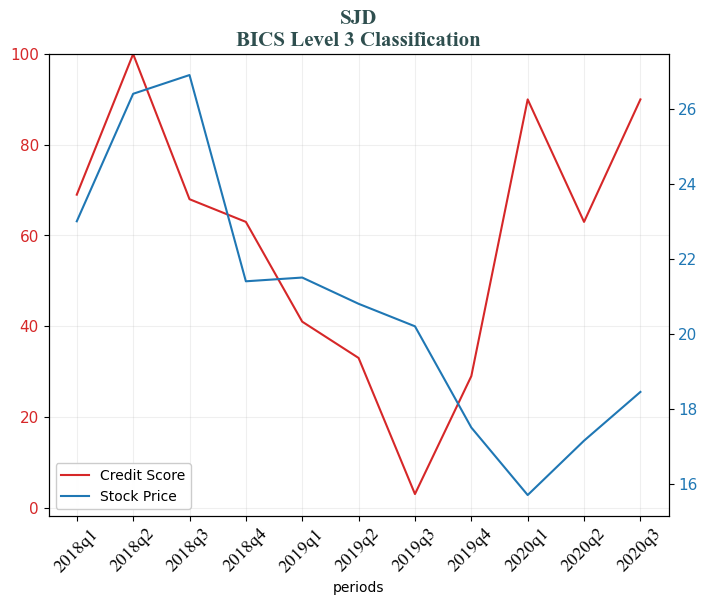 SJD
BICS Level 3 Classification
100
80
60
40
20
0
26
24
22
20
18
16
Credit Score
Stock Price
2018q1
2018q2
2018q3
2018q4
2019q1
2019q2
2019q3
2019q4
2020q1
2020q2
2020q3
periods